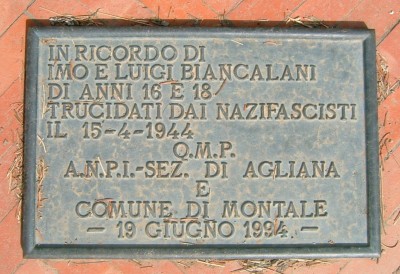 IN RICORDO DI
IMO E LUIGI BIANCALANI
DI ANNI 16 E 18
TRUCIDATI DAI NAZIFASCISTI
IL 15-4-1944
Q.M.P.
A.N.P.I.-SEZ. DI AGLIANA
E
COMUNE DI MONTALE
- 19 GIUGNO 1994. -